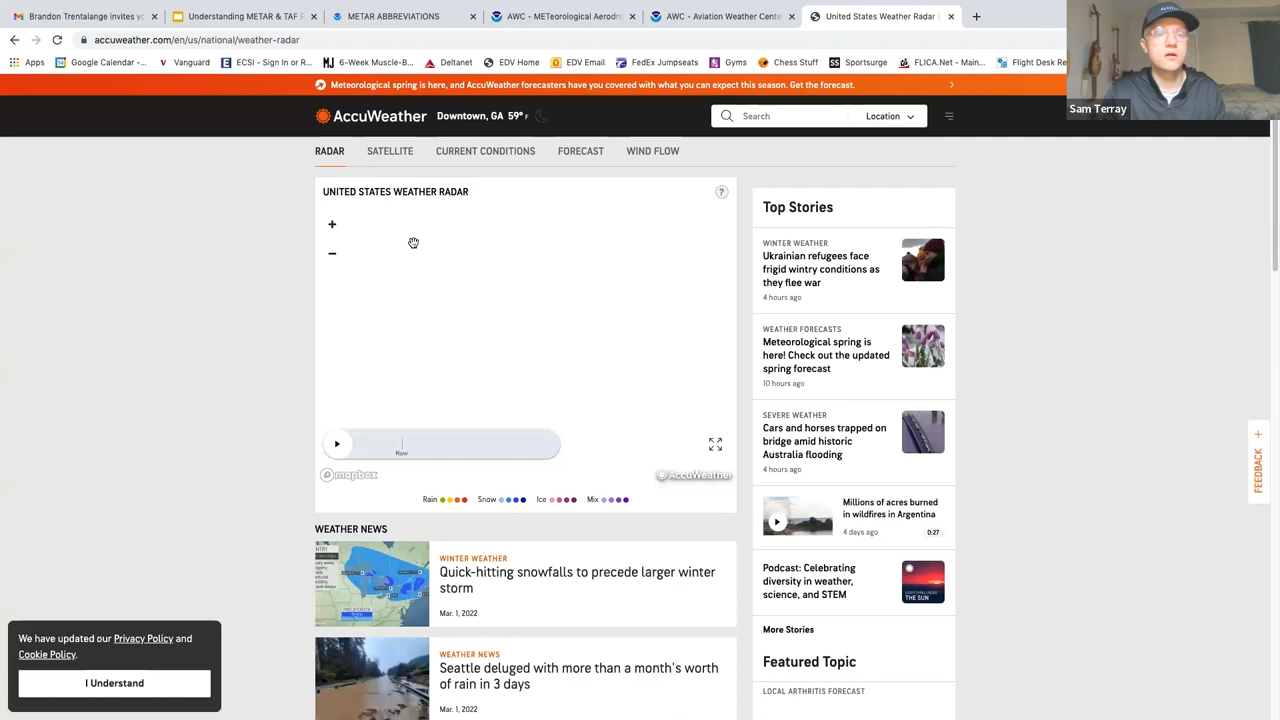 Brandon Trentalange invites yo
Understanding METAR & TAF R
METAR ABBREVIATIONS
AWC - METeorological Aerodro
AWC - Aviation Weather Cente
United States Weather Radar
accuweather.com/en/us/national/weather-radar
Apps
Google Calendar -...
Vanguard
ECSI - Sign In or R...
6-Week Muscle-B...
Deltanet
EDV Home
EDV Email
FedEx Jumpseats
Gyms
Chess Stuff
Sportsurge
FLICA.Net - Main...
Flight Desk Re
Sam Terray
Meteorological spring is here, and AccuWeather forecasters have you covered with what you can expect this season. Get the forecast.
AccuWeather
Downtown, GA 59° F
Search
Location
RADAR
SATELLITE
CURRENT CONDITIONS
FORECAST
WIND FLOW
UNITED STATES WEATHER RADAR
?
+
−
Now
mapbox
AccuWeather
Rain
Snow
Ice
Mix
WEATHER NEWS
WINTER WEATHER
Quick-hitting snowfalls to precede larger winter
storm
Mar. 1, 2022
WEATHER NEWS
Seattle deluged with more than a month's worth
of rain in 3 days
Mar. 1, 2022
Top Stories
WINTER WEATHER
Ukrainian refugees face
frigid wintry conditions as
they flee war
4 hours ago
WEATHER FORECASTS
Meteorological spring is
here! Check out the updated
spring forecast
10 hours ago
SEVERE WEATHER
Cars and horses trapped on
bridge amid historic
Australia flooding
4 hours ago
Millions of acres burned
in wildfires in Argentina
4 days ago
0:27
Podcast: Celebrating
diversity in weather,
science, and STEM
More Stories
Featured Topic
LOCAL ARTHRITIS FORECAST
FEEDBACK +
We have updated our Privacy Policy and
Cookie Policy.
I Understand